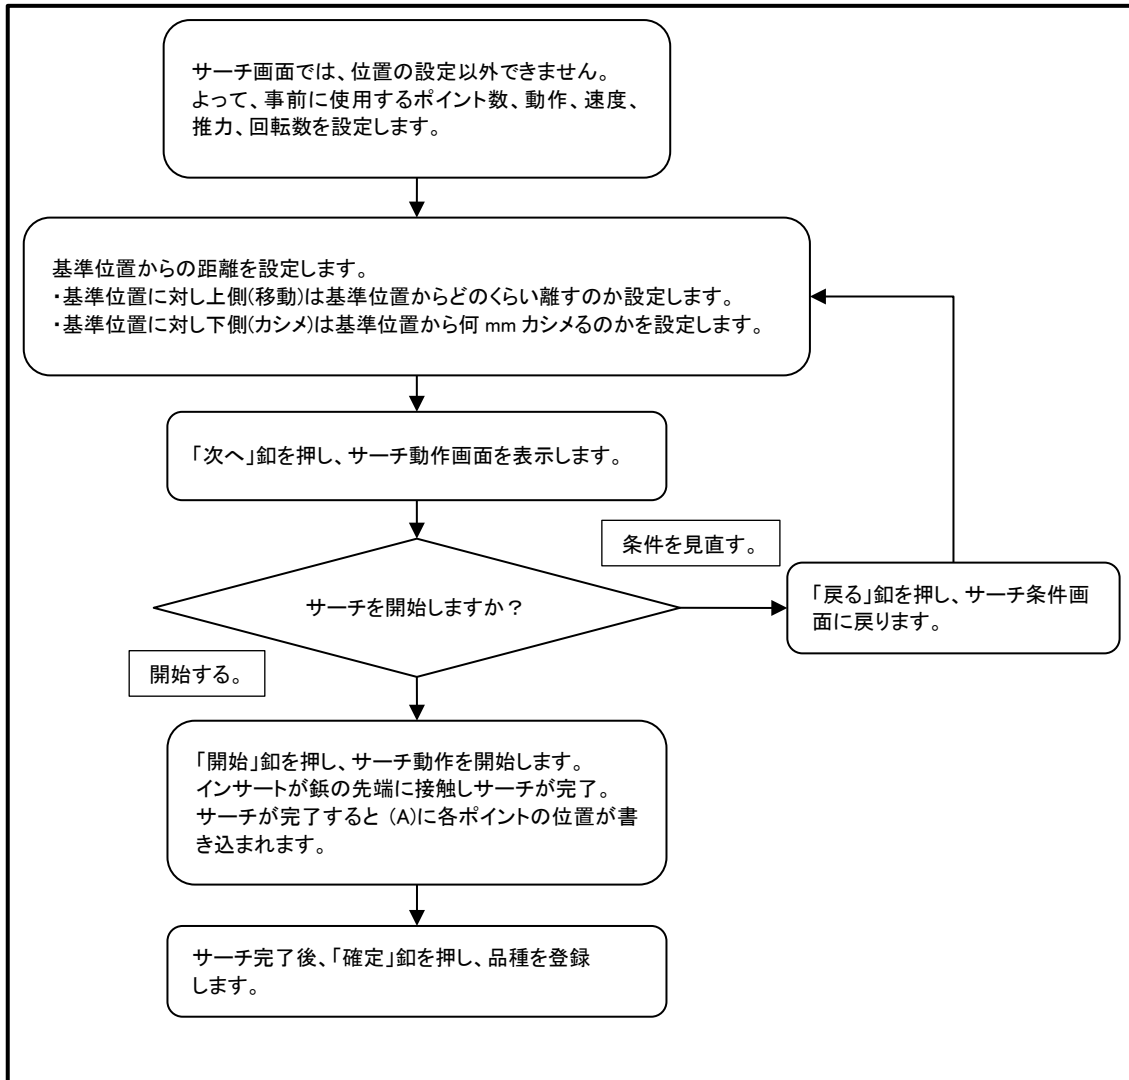 サーチ画面では、位置の設定以外できません。
よって、事前に使用するポイント数、動作、速度、
推力、回転数を設定します。
基準位置からの距離を設定します。
・基準位置に対し上側(移動)は基準位置からどのくらい離すのか設定します。
・基準位置に対し下側(カシメ)は基準位置から何 mm カシメるのかを設定します。
「次へ」釦を押し、サーチ動作画面を表示します。
条件を見直す。
サーチを開始しますか？
「戻る」釦を押し、サーチ条件画
面に戻ります。
開始する。
「開始」釦を押し、サーチ動作を開始します。
インサートが鋲の先端に接触しサーチが完了。
サーチが完了すると (A)に各ポイントの位置が書
き込まれます。
サーチ完了後、「確定」釦を押し、品種を登録
します。